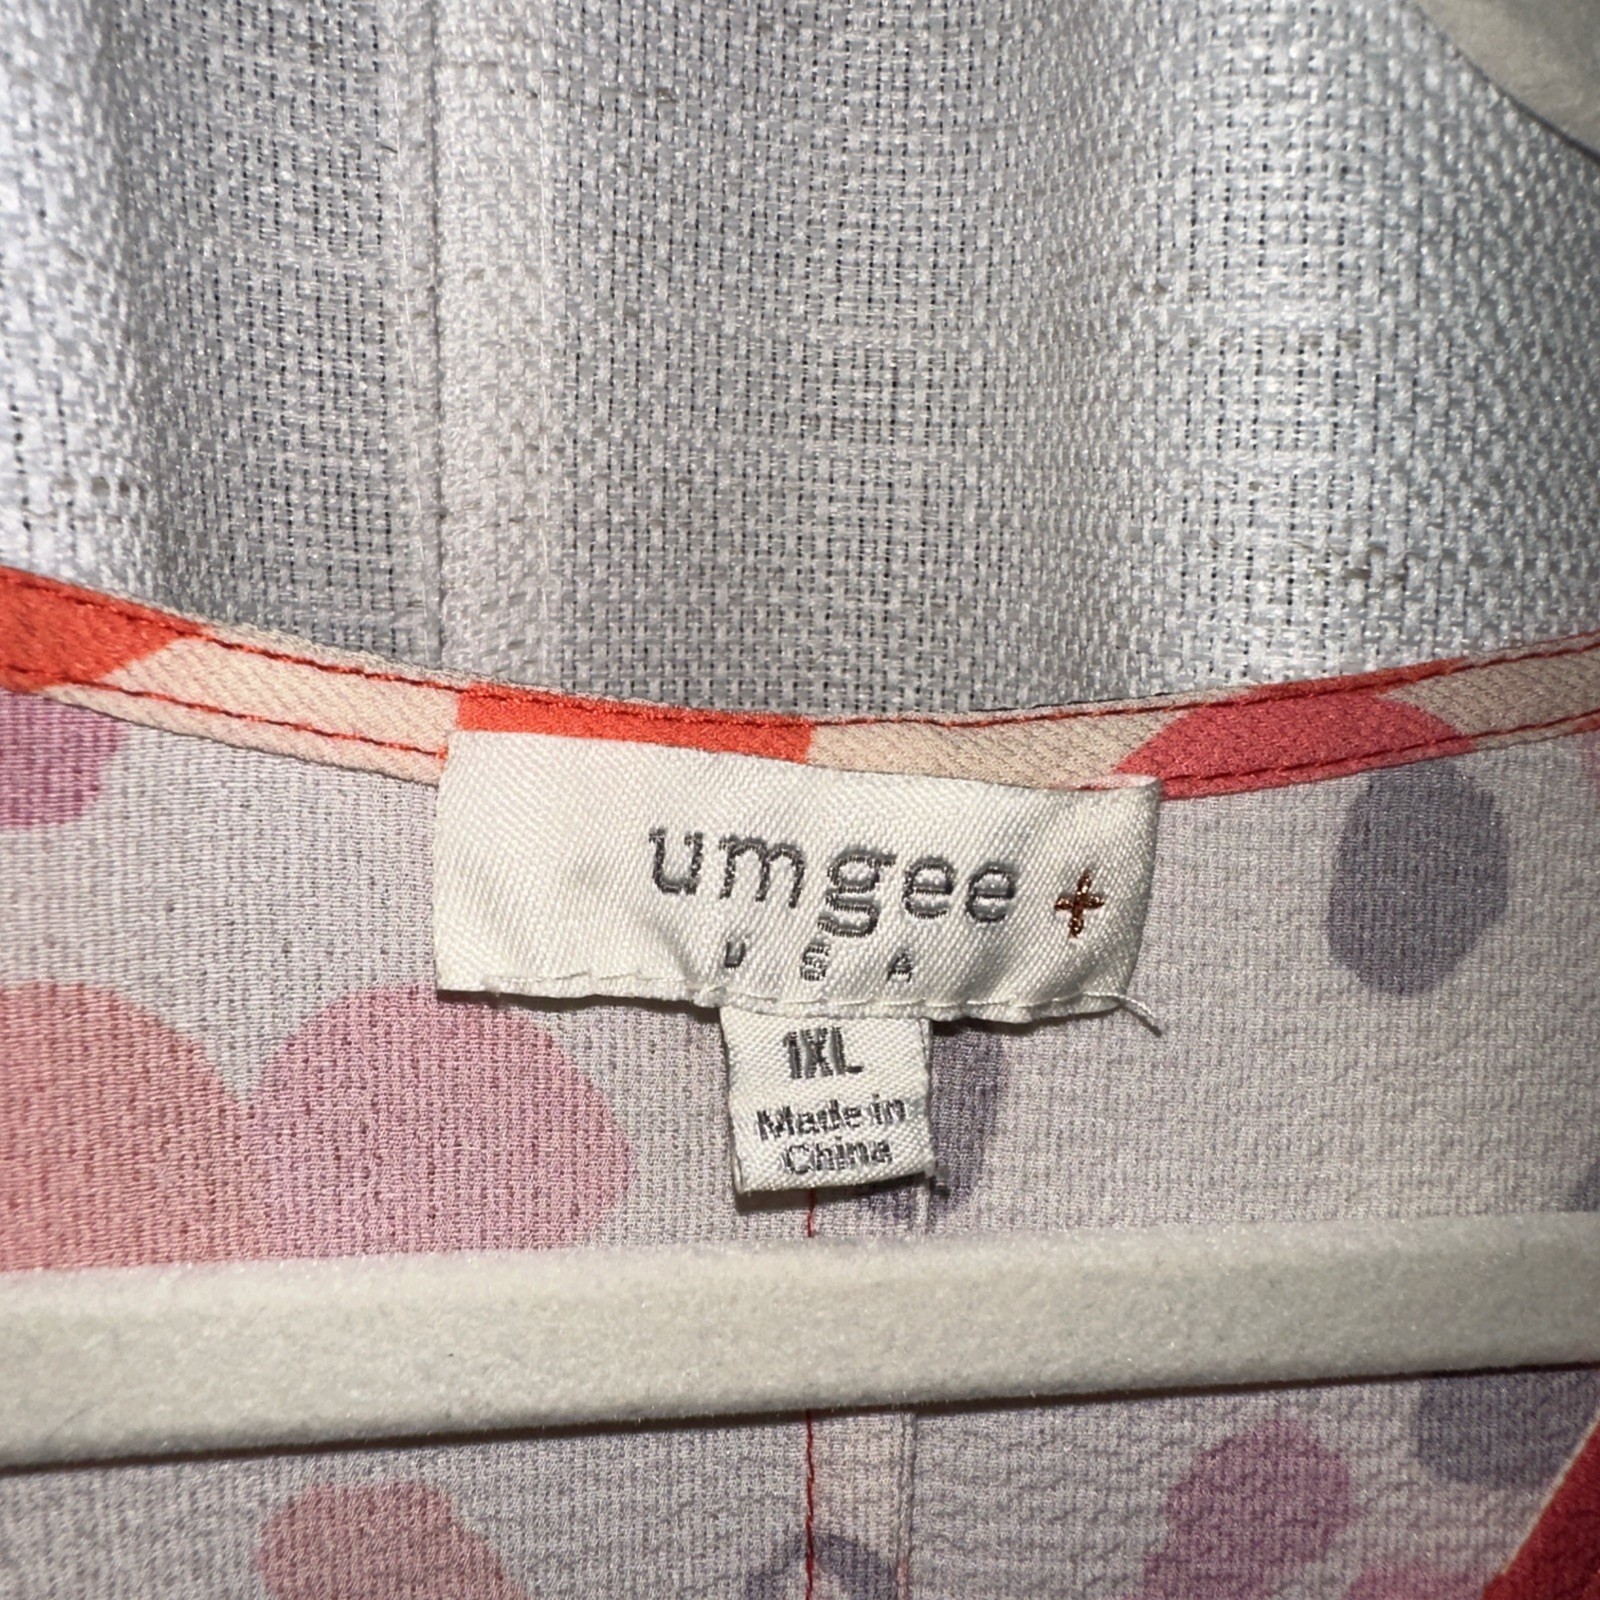 umgee +
USA
1XL
Made in
China